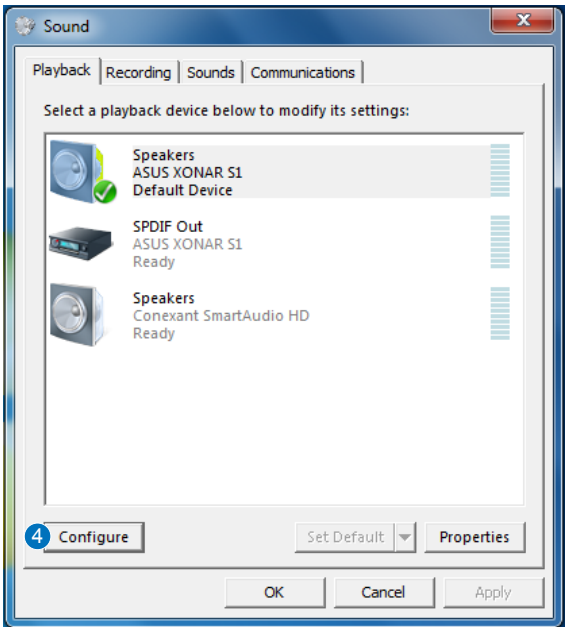 Sound
Playback Recording Sounds Communications
Select a playback device below to modify its settings:
Speakers
ASUS XONAR S1
Default Device
SPDIF Out
ASUS XONAR S1
Ready
Speakers
Conexant SmartAudio HD
Ready
4 Configure Set Default Properties
OK Cancel Apply